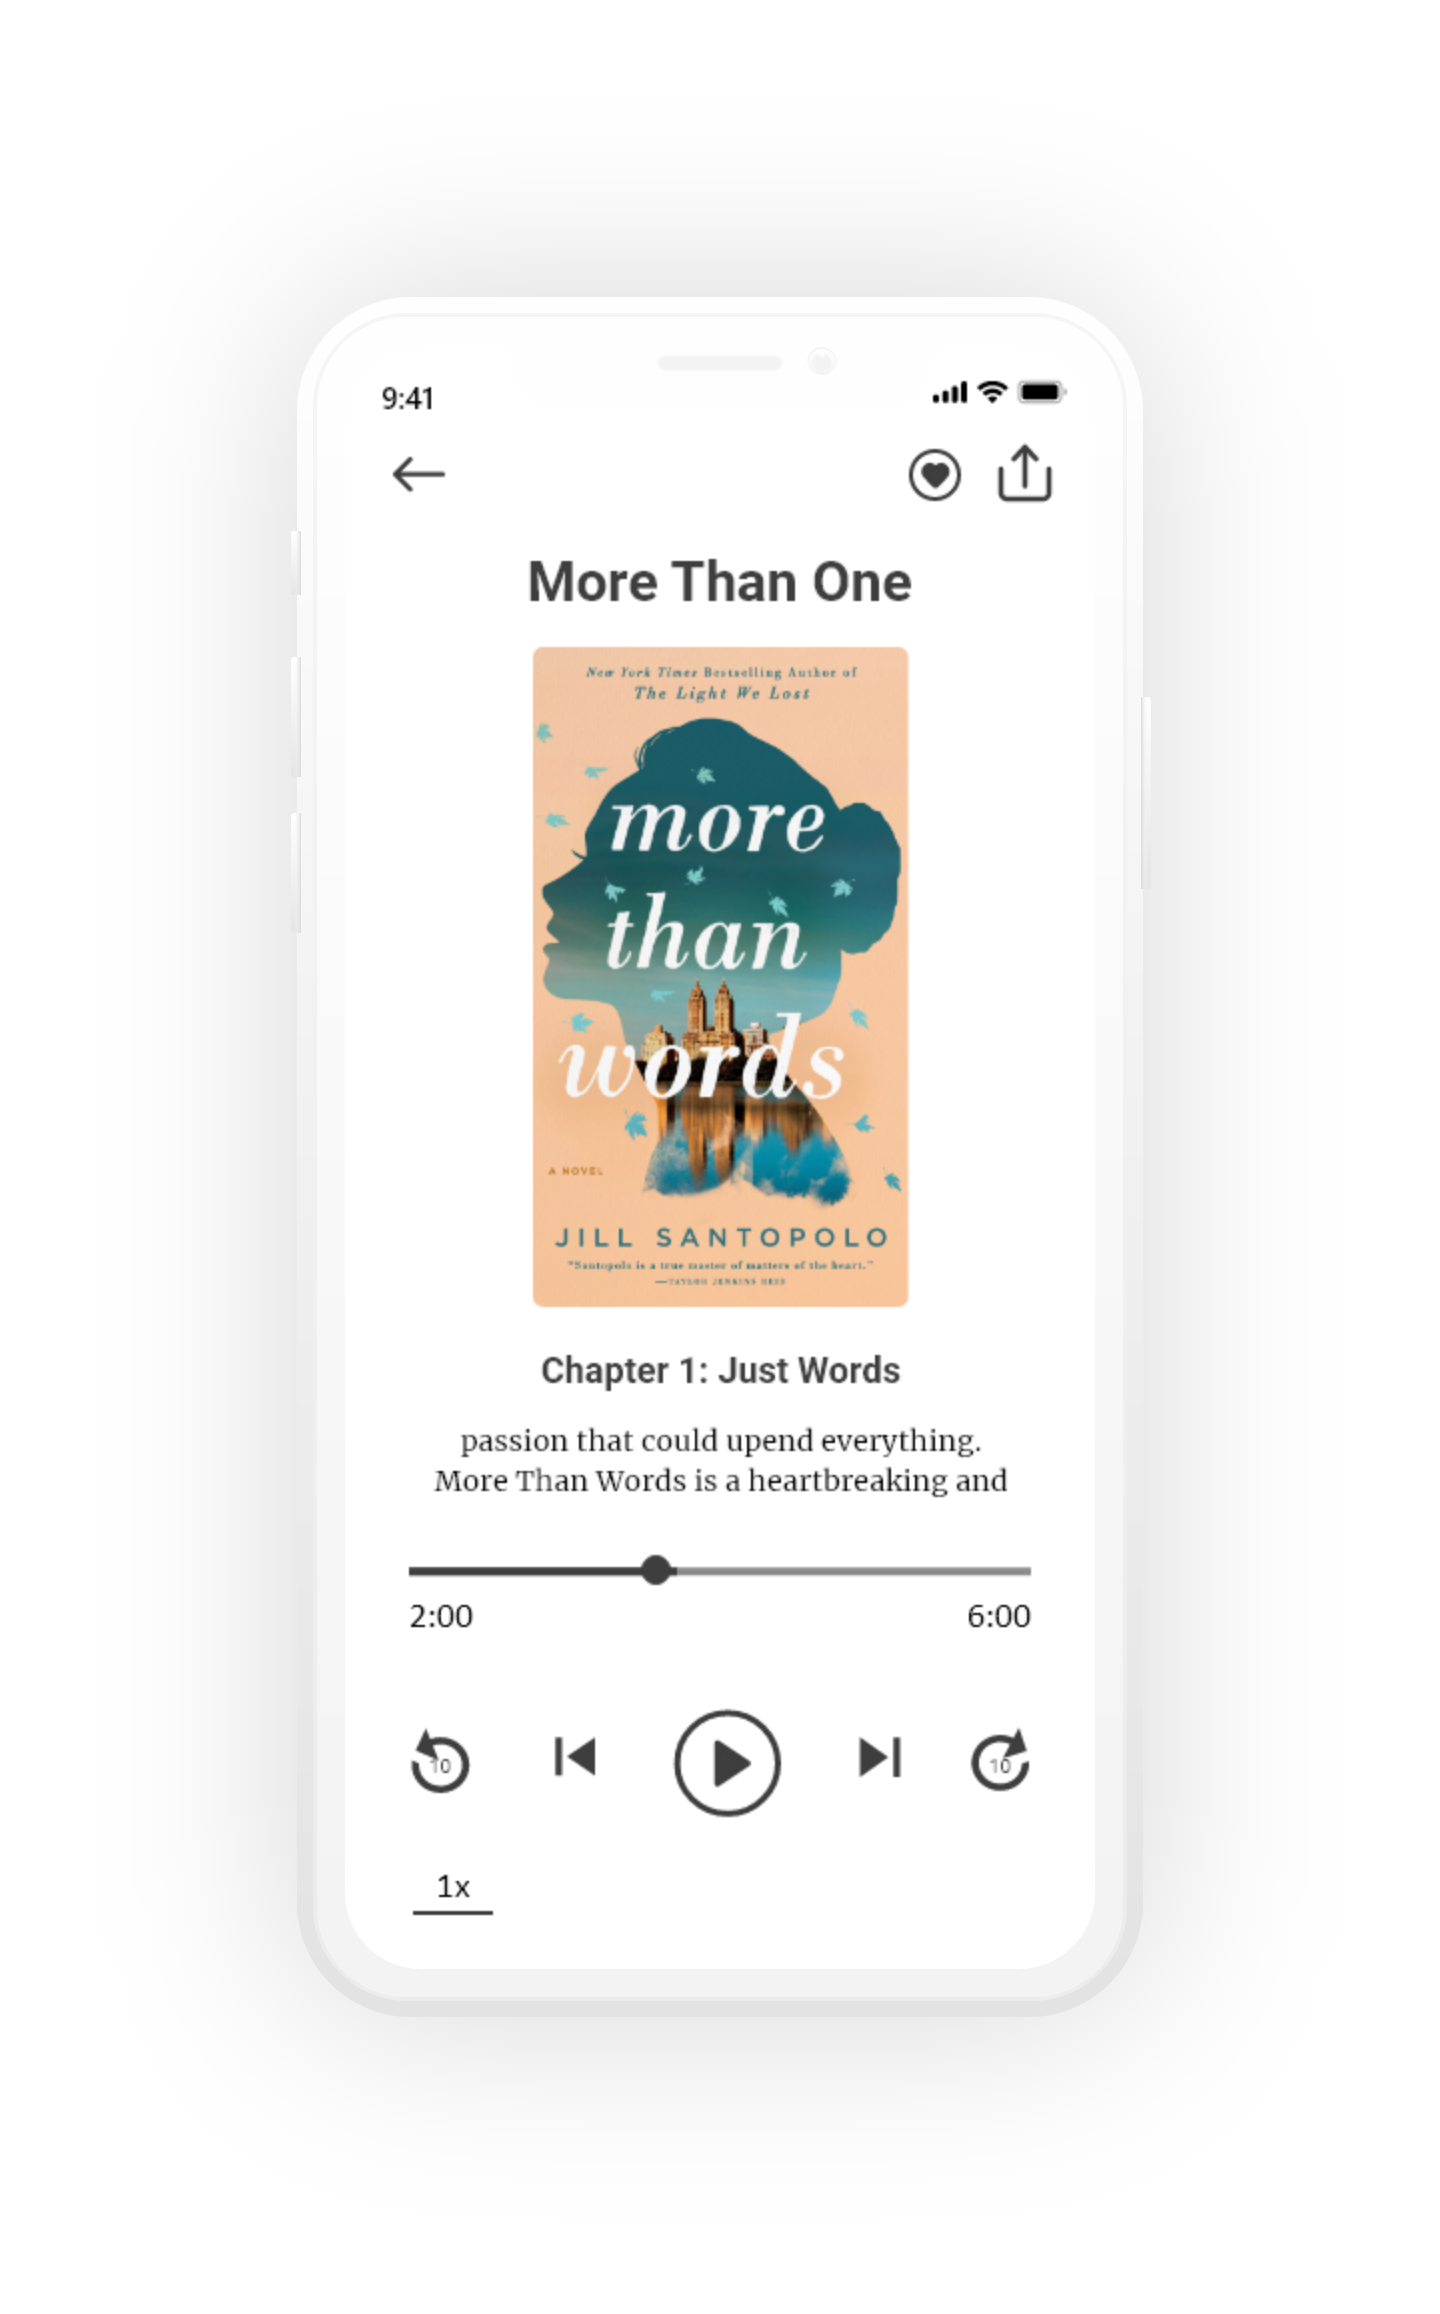 9:41
More Than One
New York Times Bestselling Author of
The Light We Lost
more
than
words
A NOVEL
JILL SANTOPOLO
"Santopolo is a true master of matters of the heart."
—TAYLOR JENKINS REID
Chapter 1: Just Words
passion that could upend everything.
More Than Words is a heartbreaking and
2:00 6:00
10 10
1x